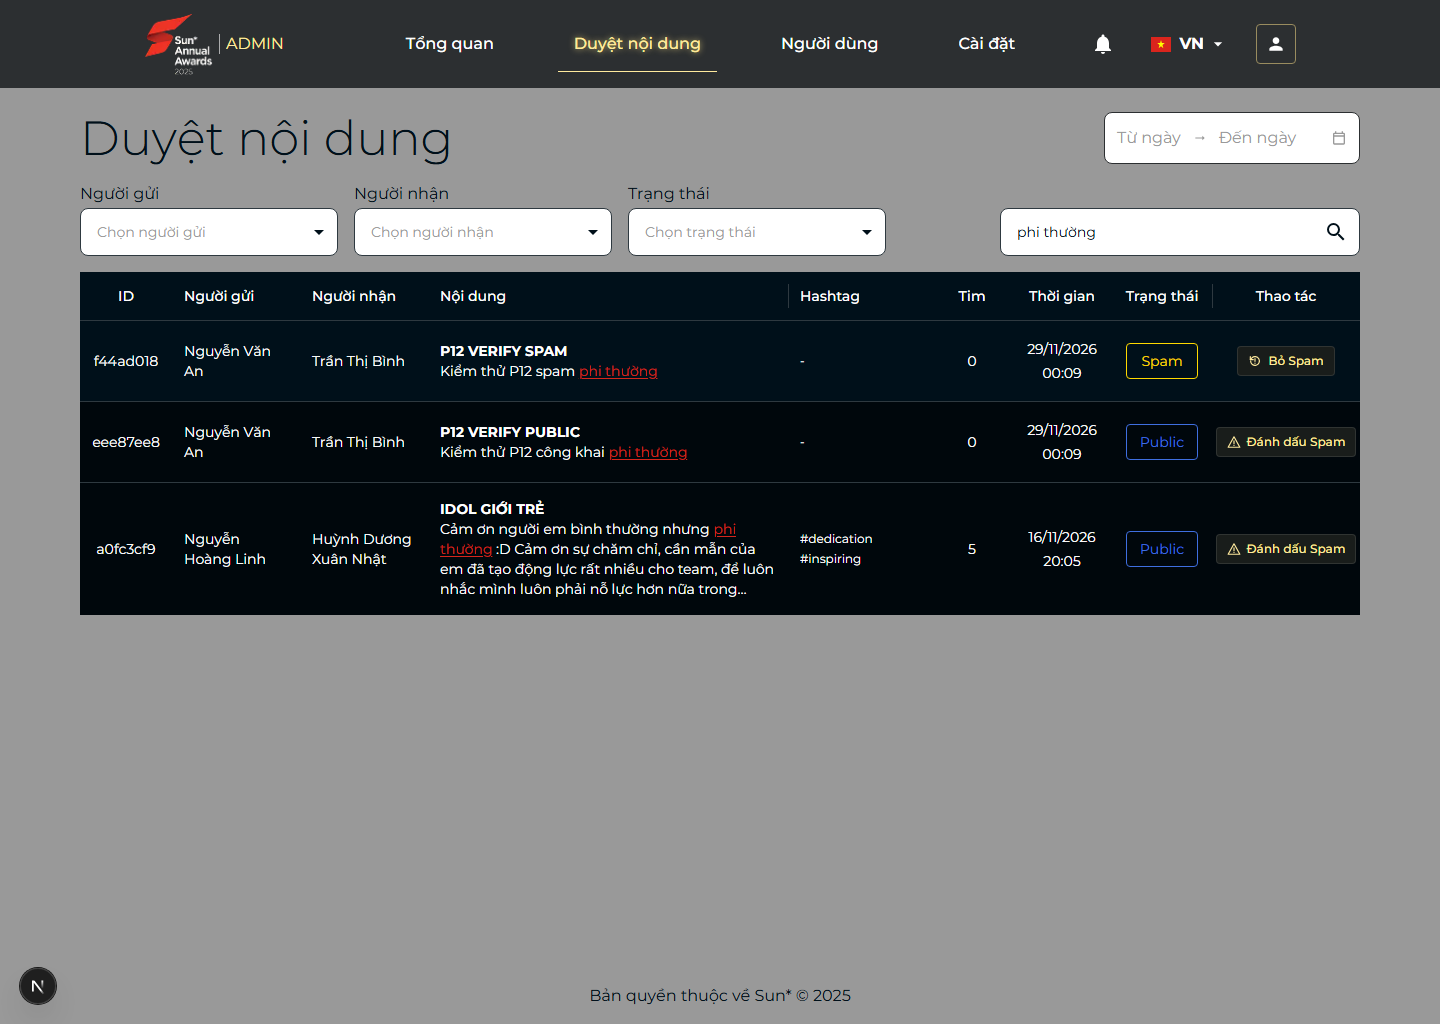 Sun*
Annual
Awards
2025
ADMIN
Tổng quan
Duyệt nội dung
Người dùng
Cài đặt
VN
Duyệt nội dung
Từ ngày → Đến ngày
Người gửi
Người nhận
Trạng thái
Chọn người gửi
Chọn người nhận
Chọn trạng thái
phi thường
ID Người gửi Người nhận Nội dung Hashtag Tim Thời gian Trạng thái Thao tác
f44ad018
Nguyễn Văn
An
Trần Thị Bình
P12 VERIFY SPAM
Kiểm thử P12 spam phi thường
-
0
29/11/2026
00:09
Spam
Bỏ Spam
eee87ee8
Nguyễn Văn
An
Trần Thị Bình
P12 VERIFY PUBLIC
Kiểm thử P12 công khai phi thường
-
0
29/11/2026
00:09
Public
Đánh dấu Spam
a0fc3cf9
Nguyễn
Hoàng Linh
Huỳnh Dương
Xuân Nhật
IDOL GIỚI TRẺ
Cảm ơn người em bình thường nhưng phi
thường :D Cảm ơn sự chăm chỉ, cần mẫn của
em đã tạo động lực rất nhiều cho team, để luôn
nhắc mình luôn phải nỗ lực hơn nữa trong...
#dedication
#inspiring
5
16/11/2026
20:05
Public
Đánh dấu Spam
N
Bản quyền thuộc về Sun* © 2025